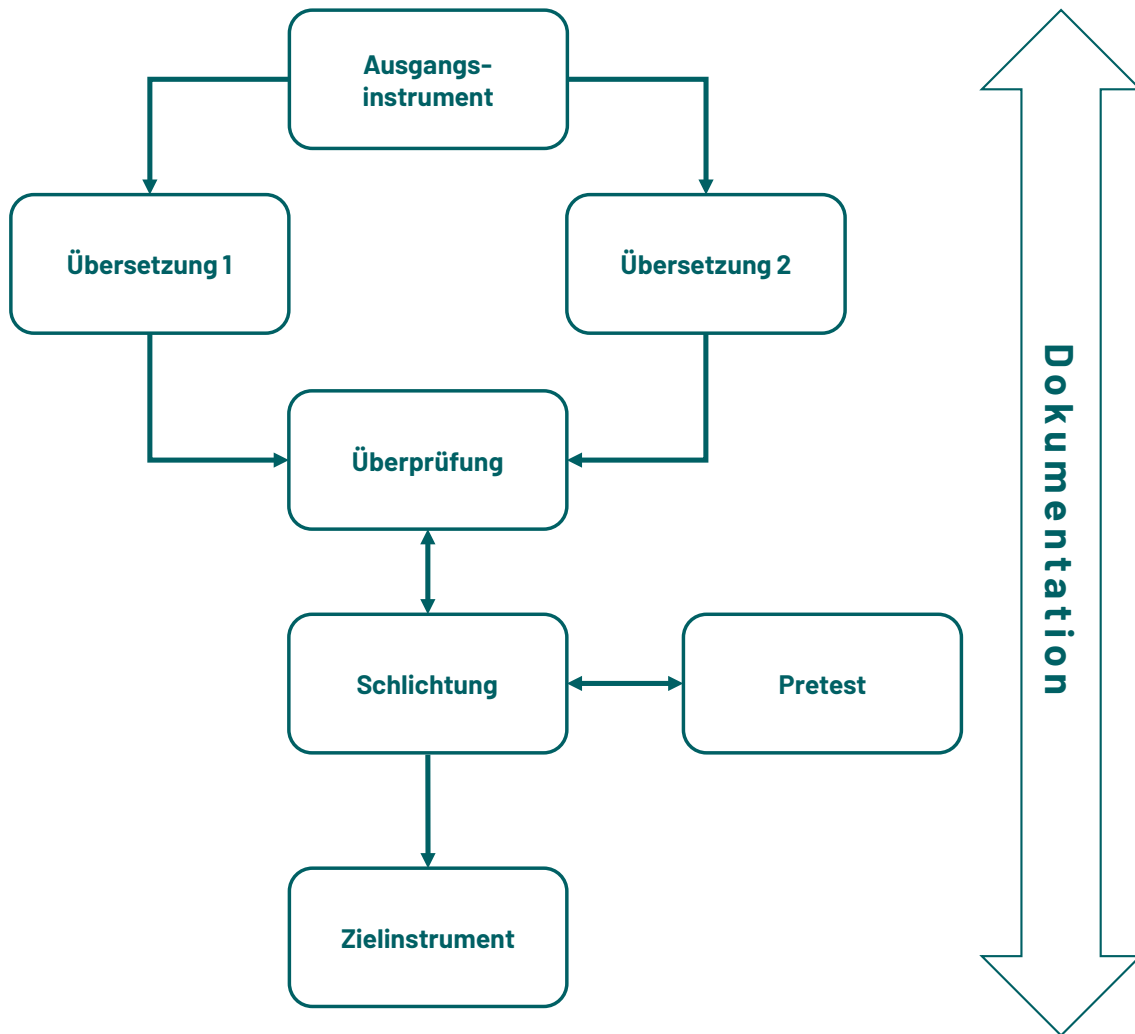 Ausgangs-
instrument
Übersetzung 1
Übersetzung 2
Überprüfung
Schlichtung
Pretest
Zielinstrument
Dokumentation